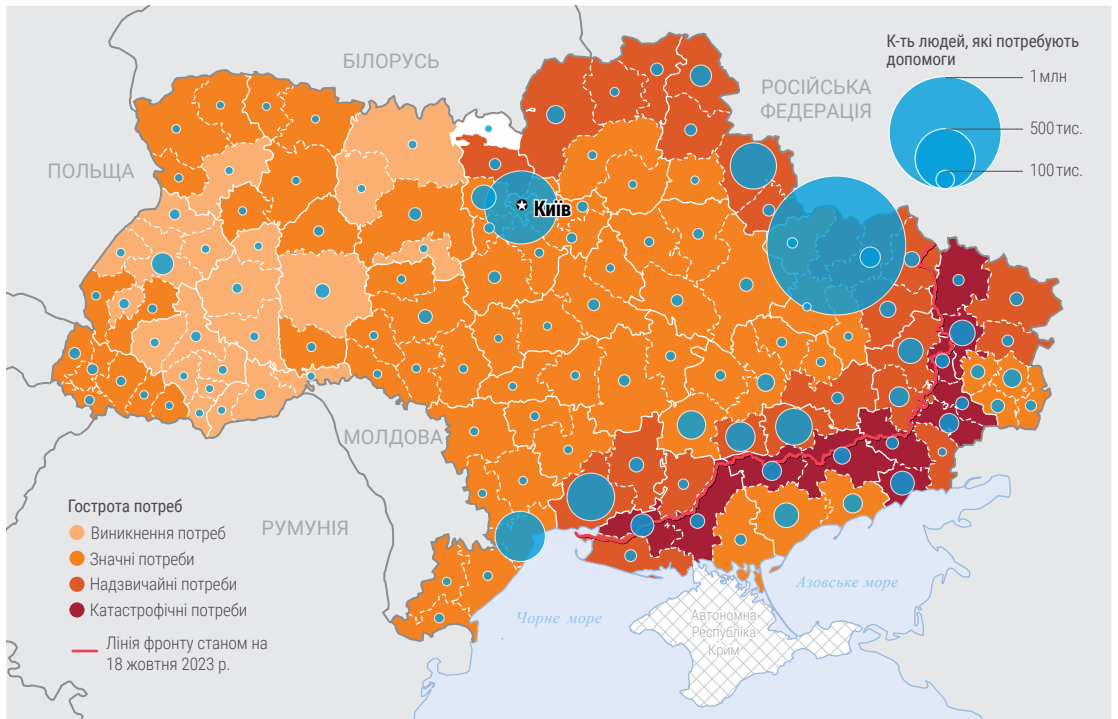 БІЛОРУСЬ
РОСІЙСЬКА
ФЕДЕРАЦІЯ
К-ть людей, які потребують
допомоги
1 млн
500 тис.
100 тис.
ПОЛЬЩА
Київ
МОЛДОВА
РУМУНІЯ
Гострота потреб
Виникнення потреб
Значні потреби
Надзвичайні потреби
Катастрофічні потреби
Лінія фронту станом на
18 жовтня 2023 р.
Чорне море
Азовське море
Автономна
Республіка
Крим